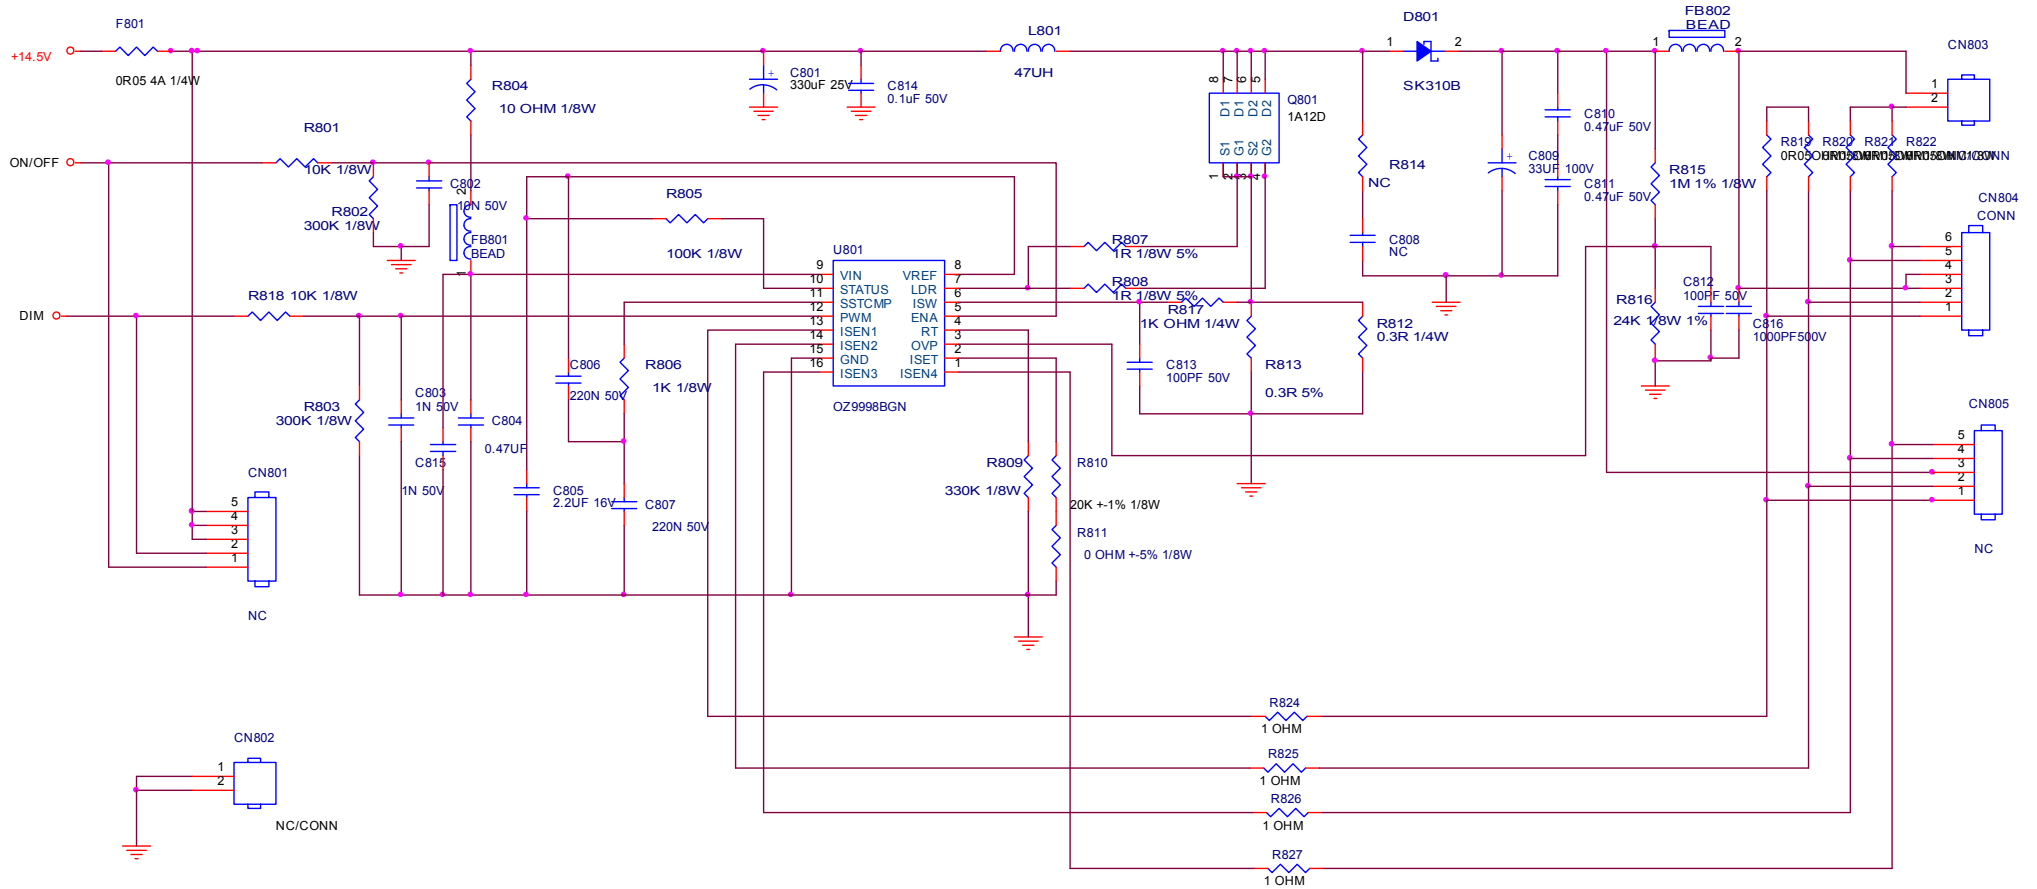 F801
+14.5V
0R05 4A 1/4W
R804
10 OHM 1/8W
C801
330uF 25V
C814
0.1uF 50V
L801
47UH
D801
1
2
SK310B
FB802
BEAD
1
2
CN803
1
2
8
7
6
5
D1
D1
D2
D2
Q801
1A12D
S1
G1
S2
G2
1
2
3
4
ON/OFF
R801
10K 1/8W
R802
300K 1/8W
C802
10N 50V
2
FB801
BEAD
1
R805
100K 1/8W
R814
NC
C808
NC
C809
33UF 100V
C810
0.47uF 50V
C811
0.47uF 50V
R815
1M 1% 1/8W
R819
R820
R821
R822
CN804
CONN
6
5
4
3
2
1
R807
1R 1/8W 5%
R808
1R 1/8W 5%
R817
1K OHM 1/4W
U801
9
10
11
12
13
14
15
16
VIN
STATUS
SSTCMP
PWM
ISEN1
ISEN2
GND
ISEN3
VREF
LDR
ISW
ENA
RT
OVP
ISET
ISEN4
8
7
6
5
4
3
2
1
OZ9998BGN
DIM
R818 10K 1/8W
R816
24K 1/8W 1%
C812
100PF 50V
C816
1000PF500V
R812
0.3R 1/4W
R813
0.3R 5%
C813
100PF 50V
C806
220N 50V
R806
1K 1/8W
R803
300K 1/8W
C803
1N 50V
C804
0.47UF
C815
1N 50V
C805
2.2UF 16V
C807
220N 50V
R809
330K 1/8W
R810
20K +-1% 1/8W
R811
0 OHM +-5% 1/8W
CN805
5
4
3
2
1
NC
CN801
5
4
3
2
1
NC
R824
1 OHM
R825
1 OHM
R826
1 OHM
R827
1 OHM
CN802
1
2
NC/CONN